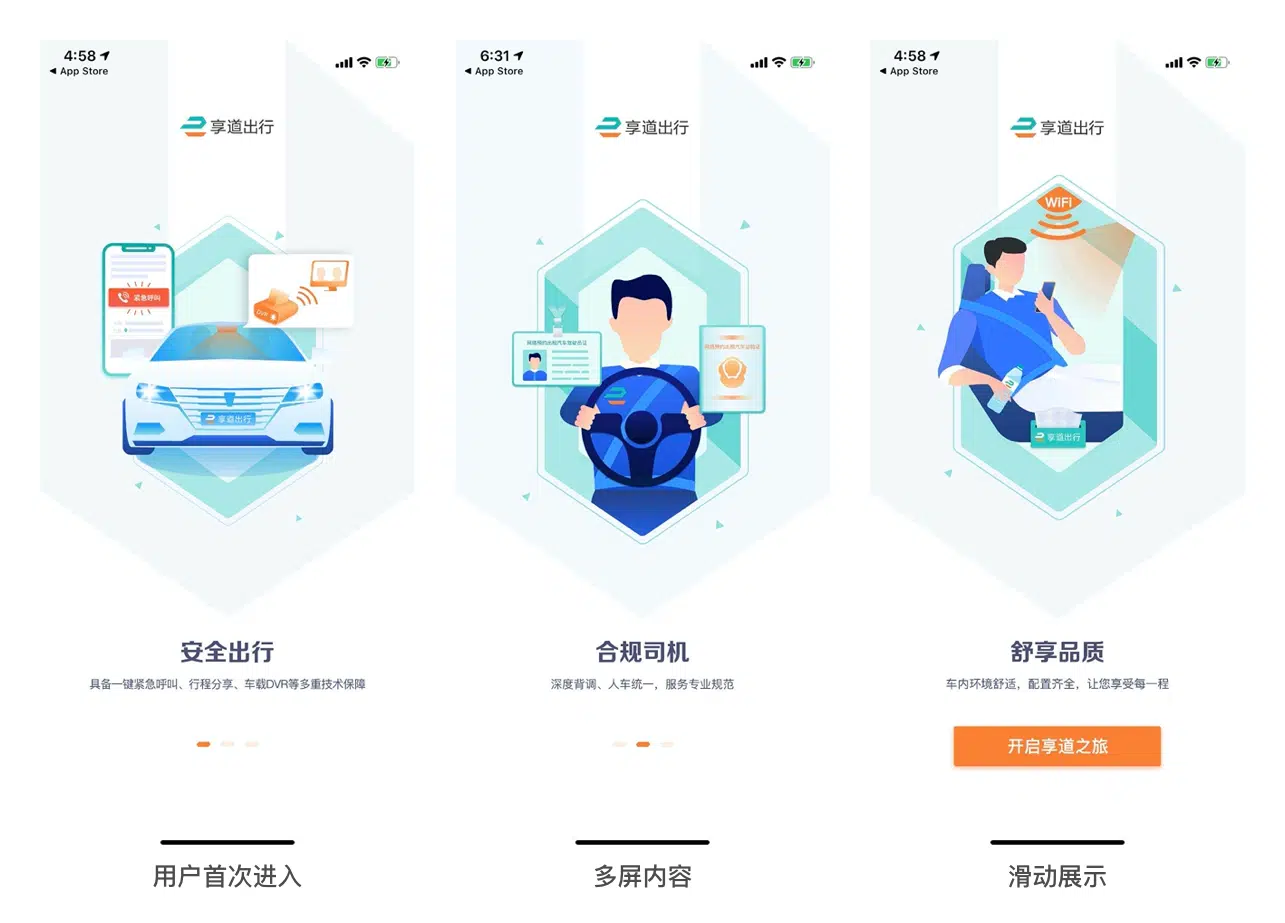 4:58
◀ App Store
享道出行
紧急呼叫
DVR
享道出行
安全出行
具备一键紧急呼叫、行程分享、车载DVR等多重技术保障
用户首次进入
6:31
◀ App Store
享道出行
合规司机
深度背调、人车统一，服务专业规范
多屏内容
4:58
◀ App Store
享道出行
WiFi
享道出行
舒享品质
车内环境舒适，配置齐全，让您享受每一程
开启享道之旅
滑动展示